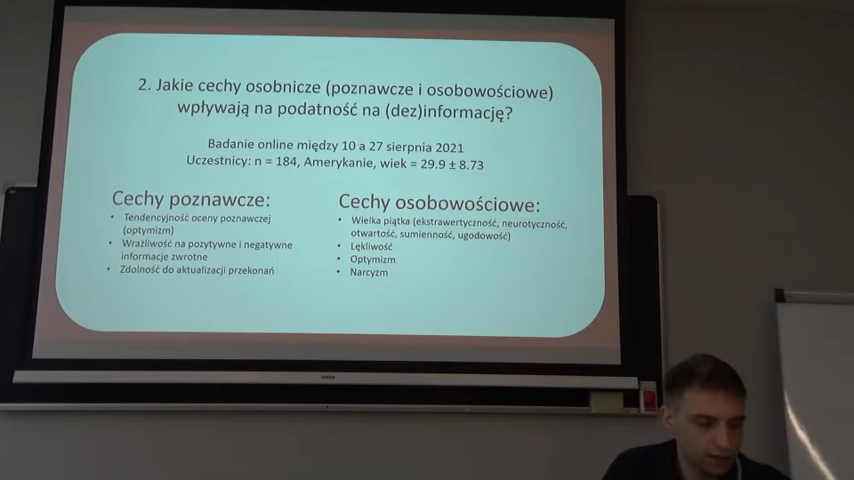 2. Jakie cechy osobnicze (poznawcze i osobowościowe)
wpływają na podatność na (dez)informację?
Badanie online między 10 a 27 sierpnia 2021
Uczestnicy: n = 184, Amerykanie, wiek = 29.9 ± 8.73
Cechy poznawcze:
• Tendencyjność oceny poznawczej
(optymizm)
• Wrażliwość na pozytywne i negatywne
informacje zwrotne
• Zdolność do aktualizacji przekonań
Cechy osobowościowe:
• Wielka piątka (ekstrawertyczność, neurotyczność,
otwartość, sumienność, ugodowość)
• Lękliwość
• Optymizm
• Narcyzm